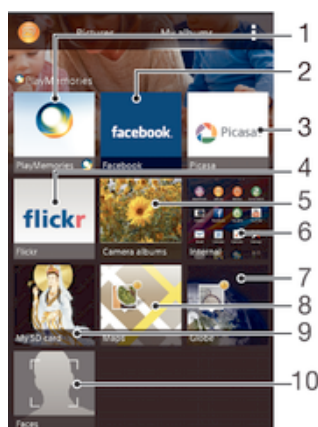 Pictures My albums
PlayMemories
1
2
facebook.
Picasa
3
PlayMemories Facebook Picasa
4
flickr
5
6
Flickr Camera albums Internal
7
8
My SD card Maps Globe
9
10
Faces